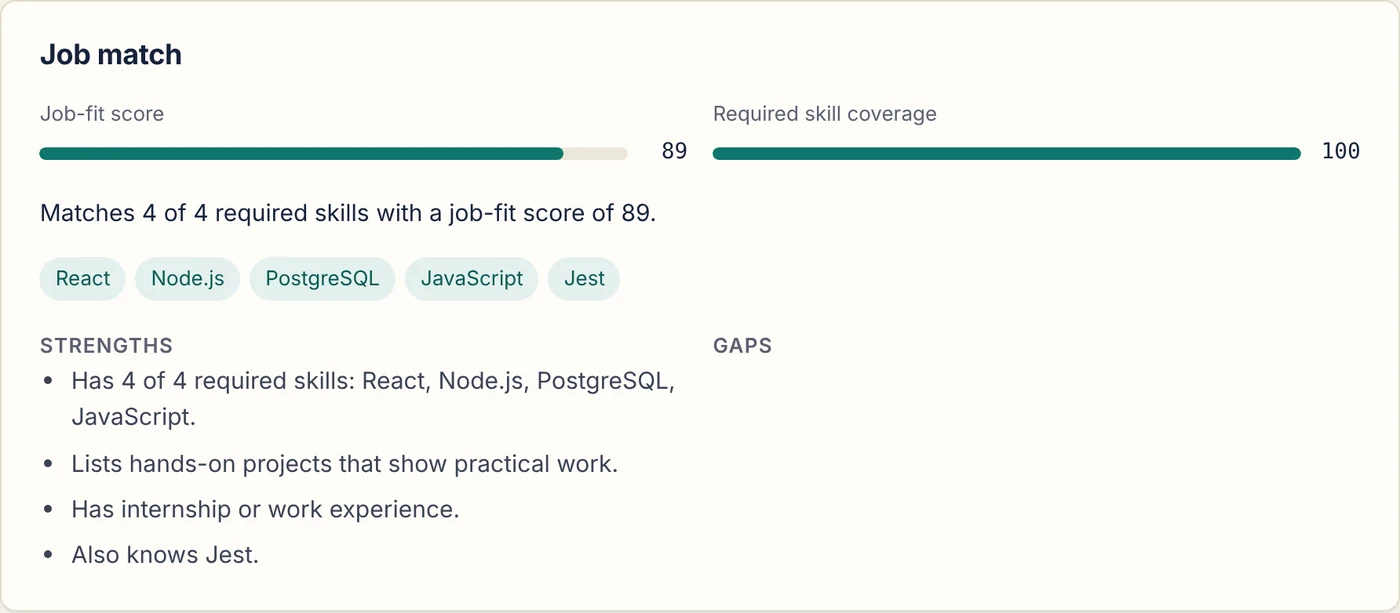 Job match
Job-fit score
89
Required skill coverage
100
Matches 4 of 4 required skills with a job-fit score of 89.
React
Node.js
PostgreSQL
JavaScript
Jest
STRENGTHS
• Has 4 of 4 required skills: React, Node.js, PostgreSQL,
JavaScript.
• Lists hands-on projects that show practical work.
• Has internship or work experience.
• Also knows Jest.
GAPS